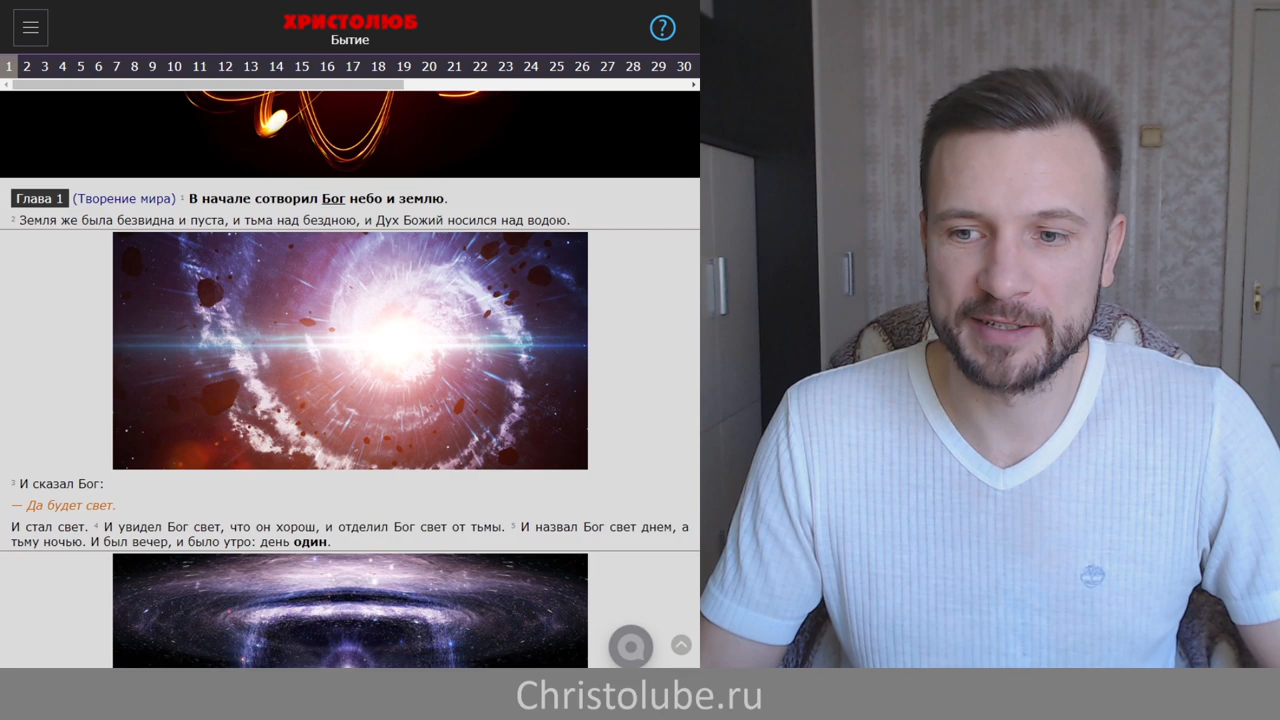 ХРИСТОЛЮБ
Бытие
?
1 2 3 4 5 6 7 8 9 10 11 12 13 14 15 16 17 18 19 20 21 22 23 24 25 26 27 28 29 30
Глава 1 (Творение мира) 1 В начале сотворил Бог небо и землю.
2 Земля же была безвидна и пуста, и тьма над бездною, и Дух Божий носился над водою.
3 И сказал Бог:
— Да будет свет.
И стал свет. 4 И увидел Бог свет, что он хорош, и отделил Бог свет от тьмы. 5 И назвал Бог свет днем, а
тьму ночью. И был вечер, и было утро: день один.
Christolube.ru